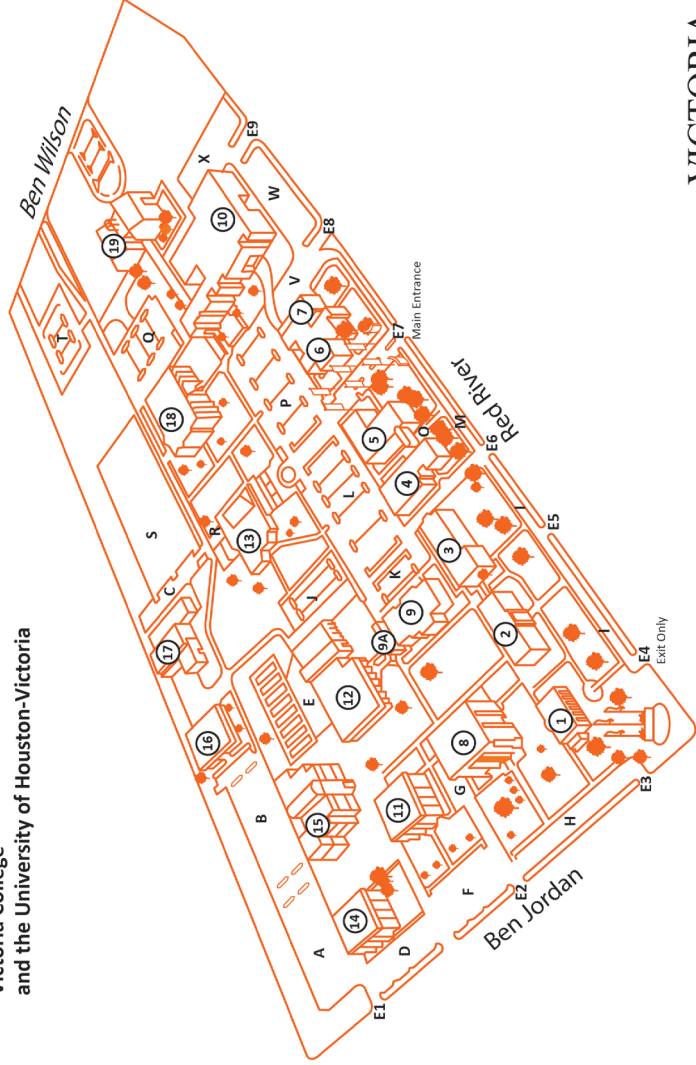 Victoria College
and the University of Houston-Victoria
Ben Wilson
T
Q
19
X
E9
W
10
E8
V
7
6
E7
Main Entrance
18
P
5
O
M
E6
Red River
S
R
13
L
4
C
17
J
K
3
I
E5
16
E
9A
9
2
I
E4
Exit Only
12
B
15
8
1
G
11
H
E3
A
14
F
E2
Ben Jordan
D
E1
VICTORIA